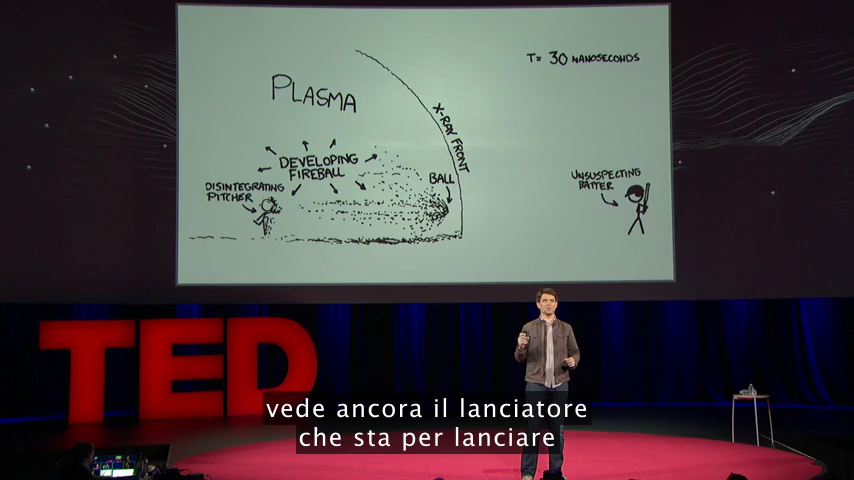 T= 30 NANOSECONDS
PLASMA
X-RAY FRONT
DEVELOPING
FIREBALL
BALL
DISINTEGRATING
PITCHER
UNSUSPECTING
BATTER
TED
vede ancora il lanciatore
che sta per lanciare